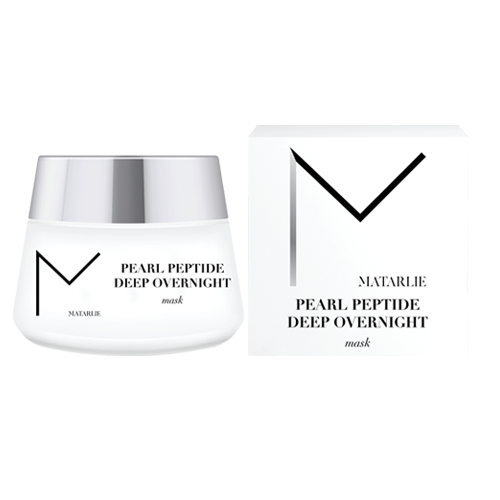 PEARL PEPTIDE
DEEP OVERNIGHT
mask
MATARLIE
MATARLIE
PEARL PEPTIDE
DEEP OVERNIGHT
mask